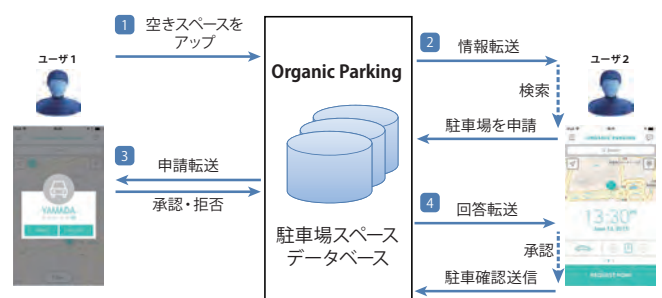 1 空きスペースを
アップ
2 情報転送
ユーザ1
Organic Parking
ユーザ2
検索
駐車場を申請
ORGANIC PARKING
3 申請転送
承認・拒否
YAMADA
4 回答転送
13:30
駐車場スペース
データベース
承認
駐車確認送信
REQUEST NOW!